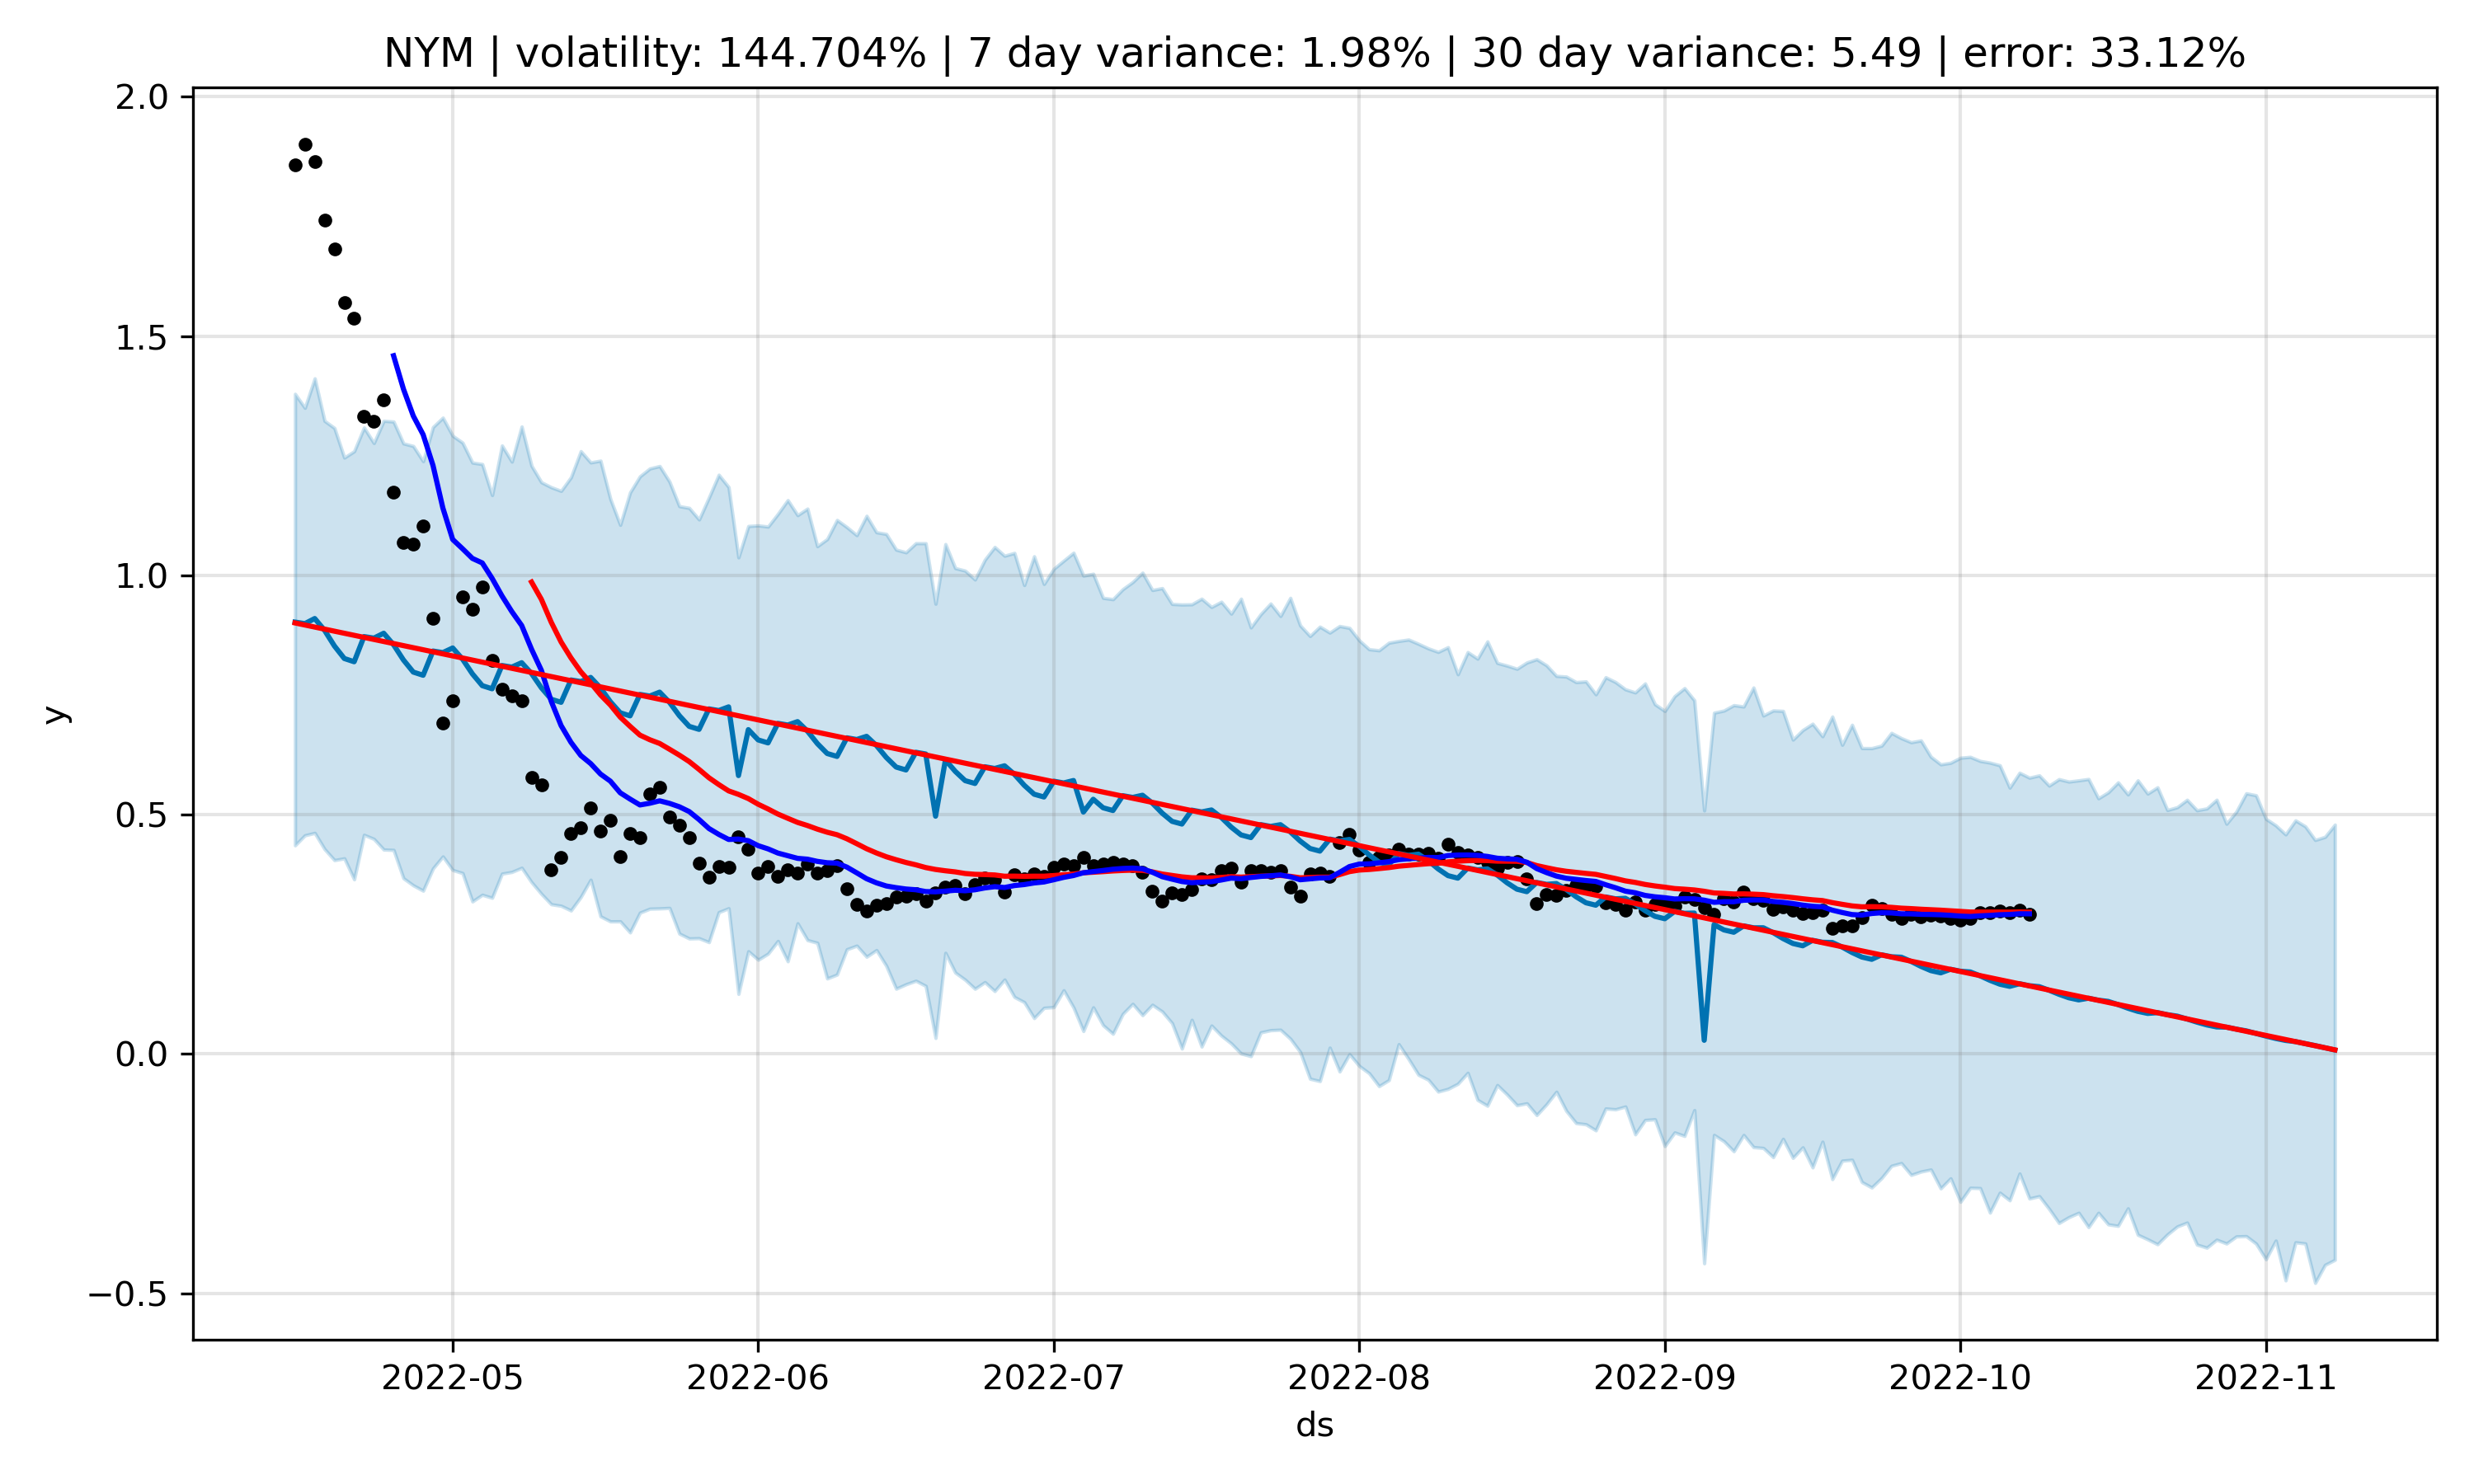 NYM | volatility: 144.704% | 7 day variance: 1.98% | 30 day variance: 5.49 | error: 33.12%
2.0
1.5
1.0
0.5
0.0
−0.5
y
2022-05 2022-06 2022-07 2022-08 2022-09 2022-10 2022-11
ds